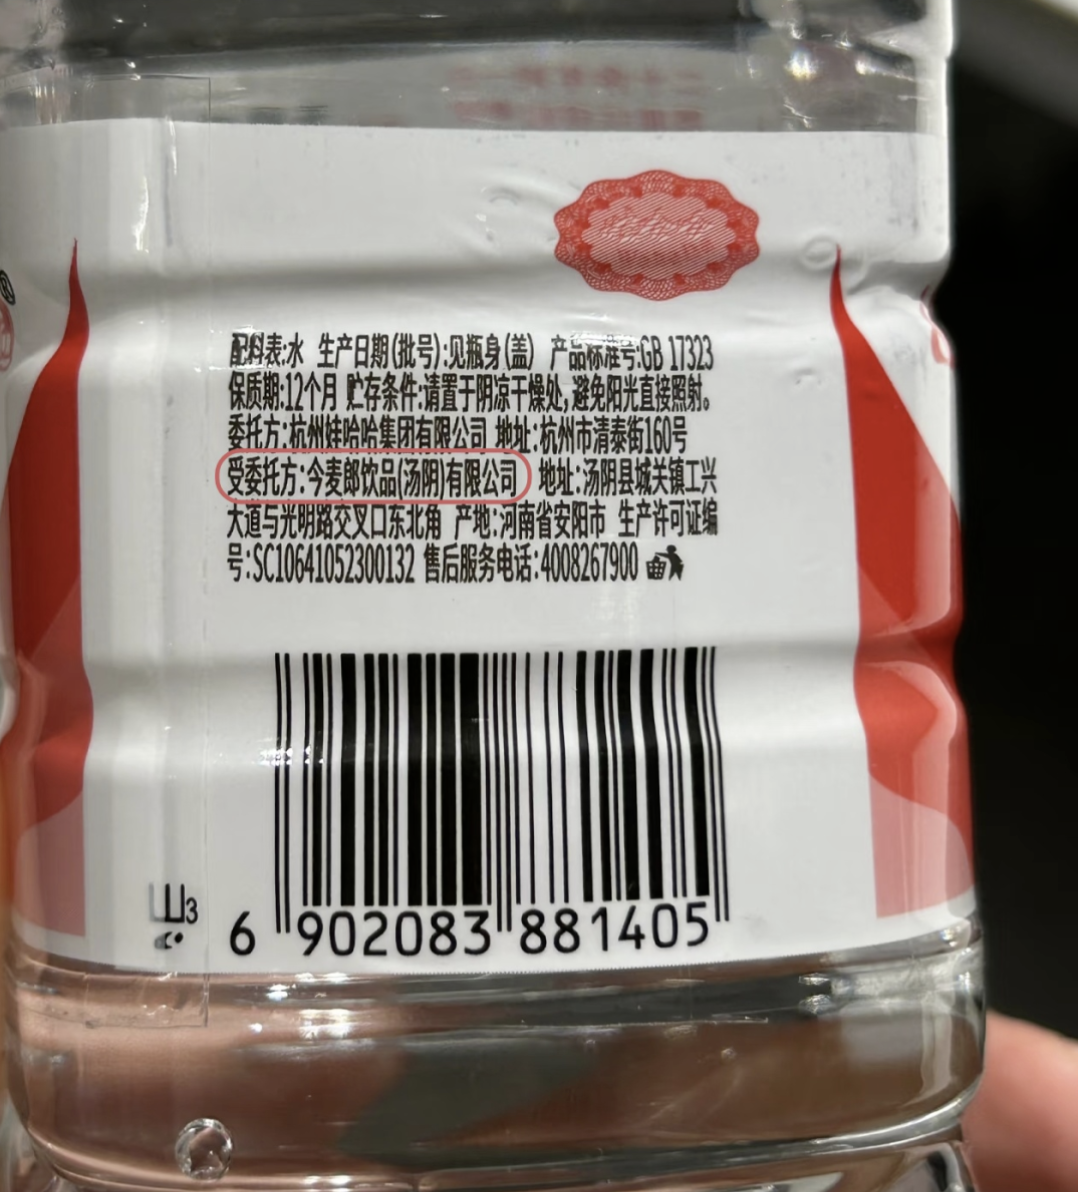 配料表:水 生产日期(批号):见瓶身(盖) 产品标准号:GB 17323
保质期:12个月 贮存条件:请置于阴凉干燥处,避免阳光直接照射。
委托方:杭州娃哈哈集团有限公司 地址:杭州市清泰街160号
受委托方:今麦郎饮品(汤阴)有限公司 地址:汤阴县城关镇工兴
大道与光明路交叉口东北角 产地:河南省安阳市 生产许可证编
号:SC10641052300132 售后服务电话:4008267900
6 902083 881405